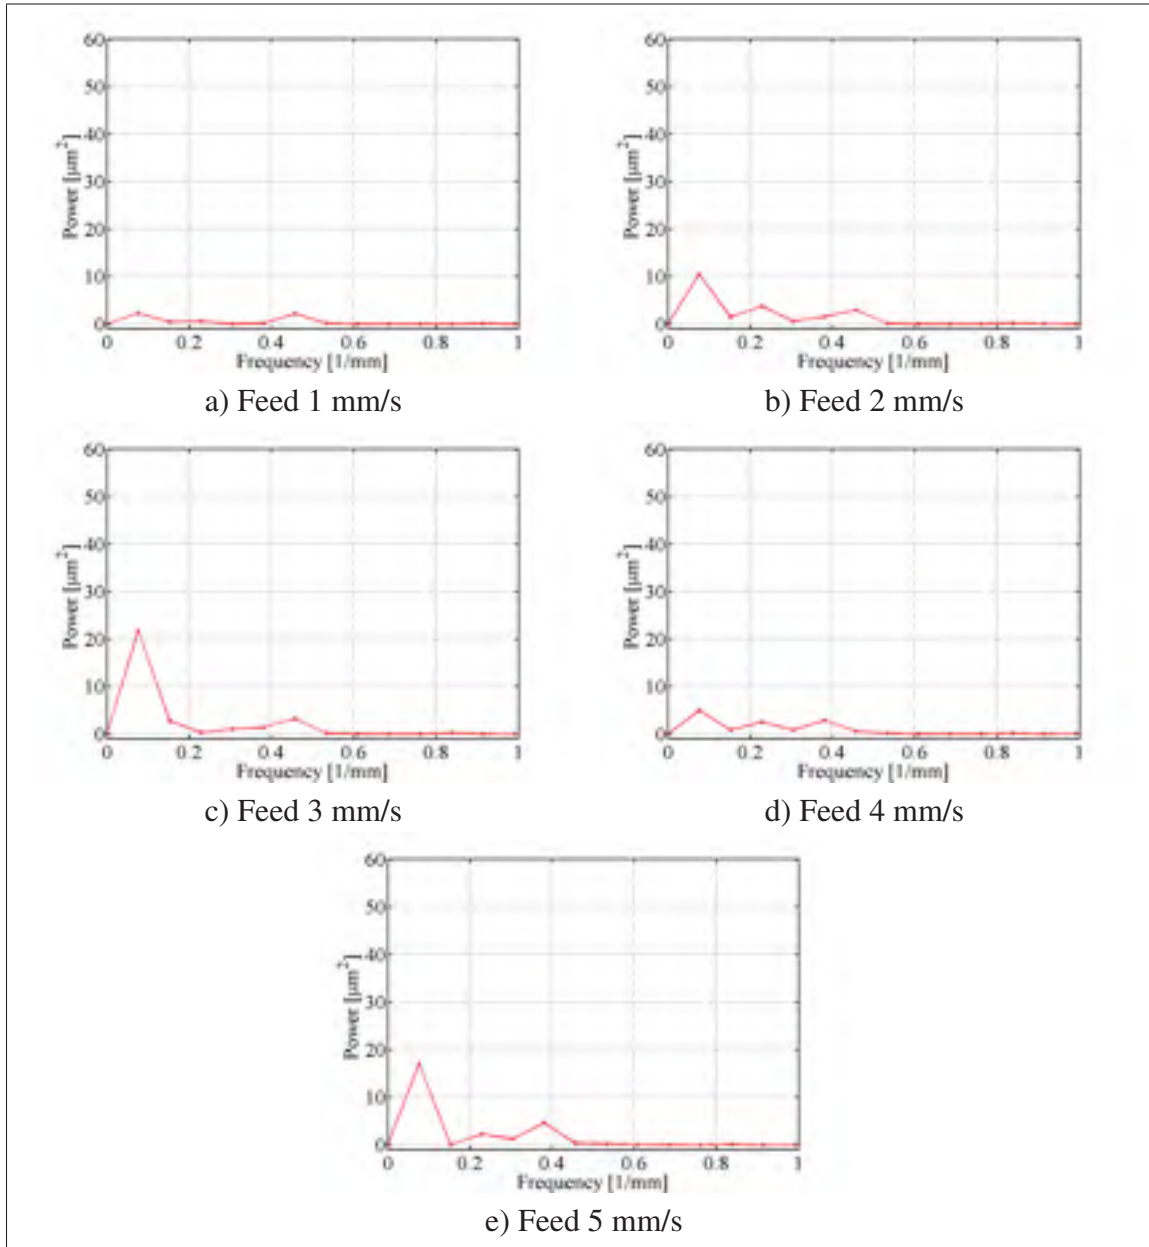 60
50
40
30
20
10
0
Power [μm²]
0 0.2 0.4 0.6 0.8 1
Frequency [1/mm]
a) Feed 1 mm/s
60
50
40
30
20
10
0
Power [μm²]
0 0.2 0.4 0.6 0.8 1
Frequency [1/mm]
b) Feed 2 mm/s
60
50
40
30
20
10
0
Power [μm²]
0 0.2 0.4 0.6 0.8 1
Frequency [1/mm]
c) Feed 3 mm/s
60
50
40
30
20
10
0
Power [μm²]
0 0.2 0.4 0.6 0.8 1
Frequency [1/mm]
d) Feed 4 mm/s
60
50
40
30
20
10
0
Power [μm²]
0 0.2 0.4 0.6 0.8 1
Frequency [1/mm]
e) Feed 5 mm/s